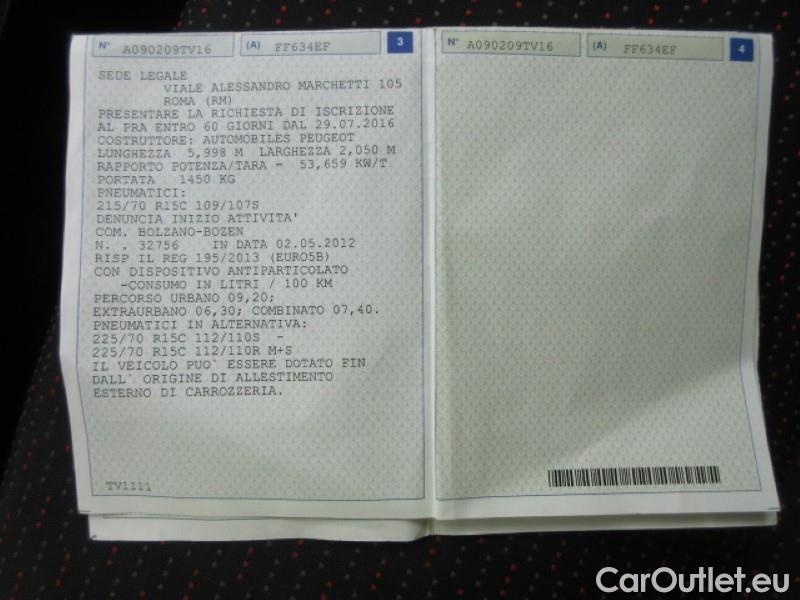 N° A090209TV16 (A) FF634EF 3
SEDE LEGALE
VIALE ALESSANDRO MARCHETTI 105
ROMA (RM)
PRESENTARE LA RICHIESTA DI ISCRIZIONE
AL PRA ENTRO 60 GIORNI DAL 29.07.2016
COSTRUTTORE: AUTOMOBILES PEUGEOT
LUNGHEZZA 5,998 M LARGHEZZA 2,050 M
RAPPORTO POTENZA/TARA = 53,659 KW/T
PORTATA 1450 KG
PNEUMATICI:
215/70 R15C 109/107S
DENUNCIA INIZIO ATTIVITA'
COM. BOLZANO-BOZEN
N. . 32756 IN DATA 02.05.2012
RISP IL REG 195/2013 (EURO5B)
CON DISPOSITIVO ANTIPARTICOLATO
-CONSUMO IN LITRI / 100 KM
PERCORSO URBANO 09,20;
EXTRAURBANO 06,30; COMBINATO 07,40.
PNEUMATICI IN ALTERNATIVA:
225/70 R15C 112/110S -
225/70 R15C 112/110R M+S
IL VEICOLO PUO` ESSERE DOTATO FIN
DALL` ORIGINE DI ALLESTIMENTO
ESTERNO DI CARROZZERIA.
TV1111
N° A090209TV16 (A) FF634EF 4
CarOutlet.eu